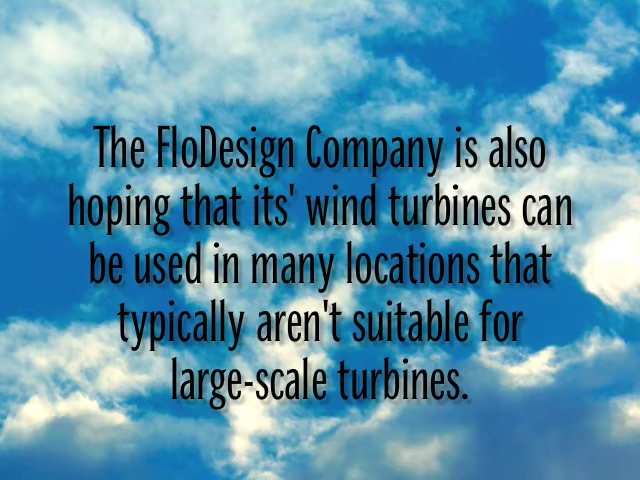 The FloDesign Company is also
hoping that its' wind turbines can
be used in many locations that
typically aren't suitable for
large-scale turbines.